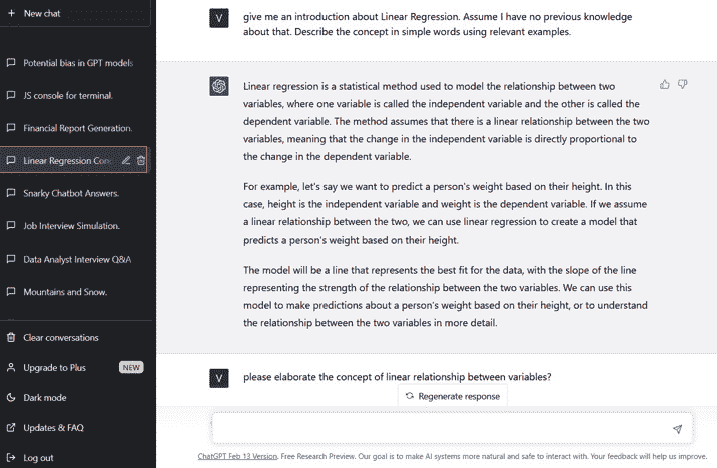 New chat
Potential bias in GPT models
JS console for terminal.
Financial Report Generation.
Linear Regression Con
Snarky Chatbot Answers.
Job Interview Simulation.
Data Analyst Interview Q&A
Mountains and Snow.
Clear conversations
Upgrade to Plus NEW
Dark mode
Updates & FAQ
Log out
V
give me an introduction about Linear Regression. Assume I have no previous knowledge
about that. Describe the concept in simple words using relevant examples.
Linear regression is a statistical method used to model the relationship between two
variables, where one variable is called the independent variable and the other is called the
dependent variable. The method assumes that there is a linear relationship between the two
variables, meaning that the change in the independent variable is directly proportional to
the change in the dependent variable.
For example, let's say we want to predict a person's weight based on their height. In this
case, height is the independent variable and weight is the dependent variable. If we assume
a linear relationship between the two, we can use linear regression to create a model that
predicts a person's weight based on their height.
The model will be a line that represents the best fit for the data, with the slope of the line
representing the strength of the relationship between the two variables. We can use this
model to make predictions about a person's weight based on their height, or to understand
the relationship between the two variables in more detail.
V
please elaborate the concept of linear relationship between variables?
Regenerate response
ChatGPT Feb 13 Version. Free Research Preview. Our goal is to make AI systems more natural and safe to interact with. Your feedback will help us improve.